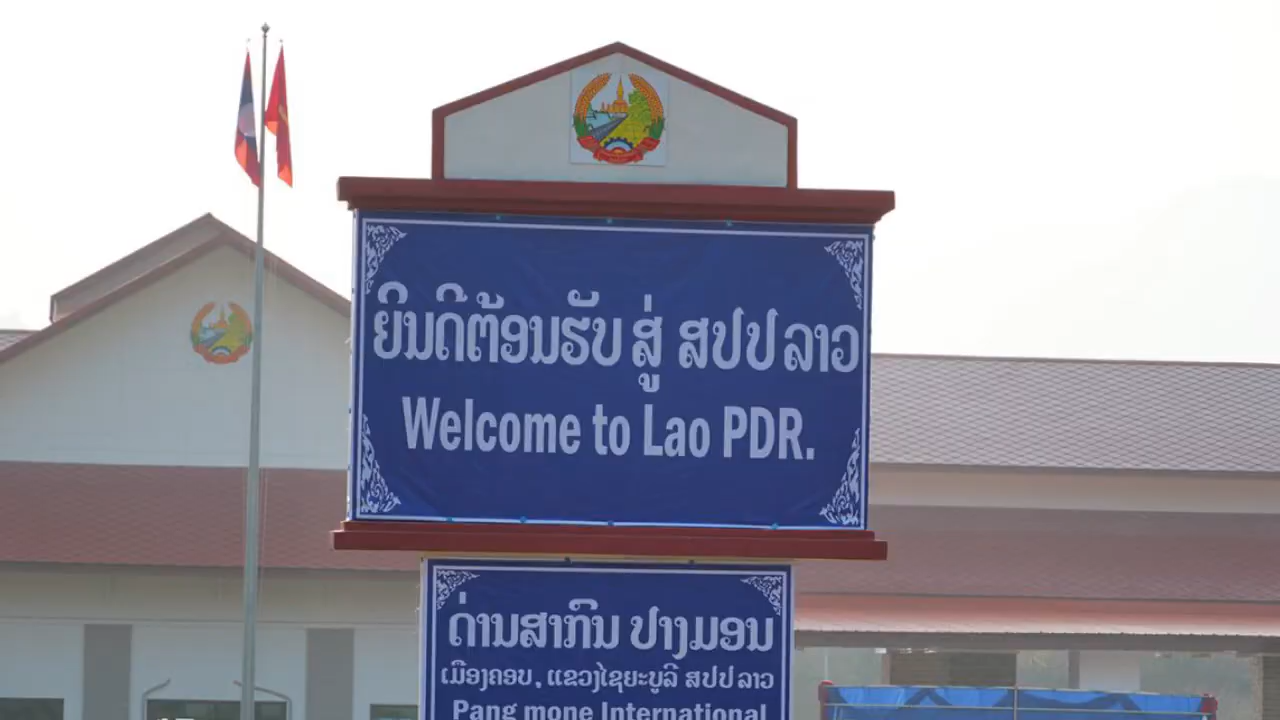 ຍິນດີຕ້ອນຮັບ ສູ່ ສປປ ລາວ
Welcome to Lao PDR.
ດ່ານສາກົນ ປາງມອນ
ເມືອງຄອບ, ແຂວງໄຊຍະບູລີ ສປປ ລາວ
Pang mone International